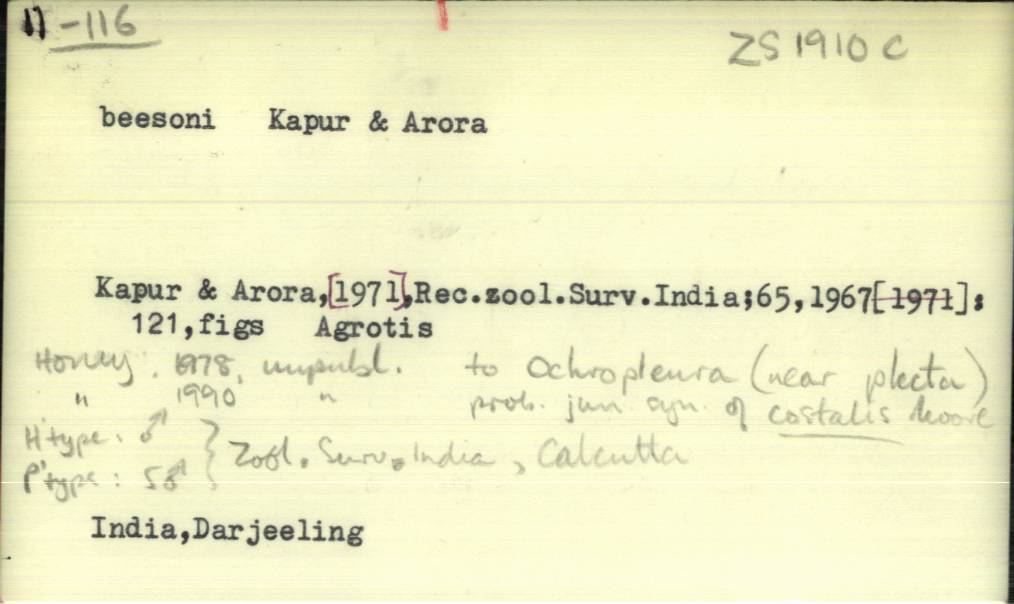 -116
ZS 1910 C
beesoni Kapur & Arora
Kapur & Arora,[1971],Rec.zool.Surv.India;65,1967[1971]:
121,figs Agrotis
Honey. 1978, unpubl. to Ochropleura (near plecta)
" 1990 " prob. jun syn. of costalis Moore
H'type: ♂ } Zool. Surv. India, Calcutta
P'type: 5♂
India,Darjeeling